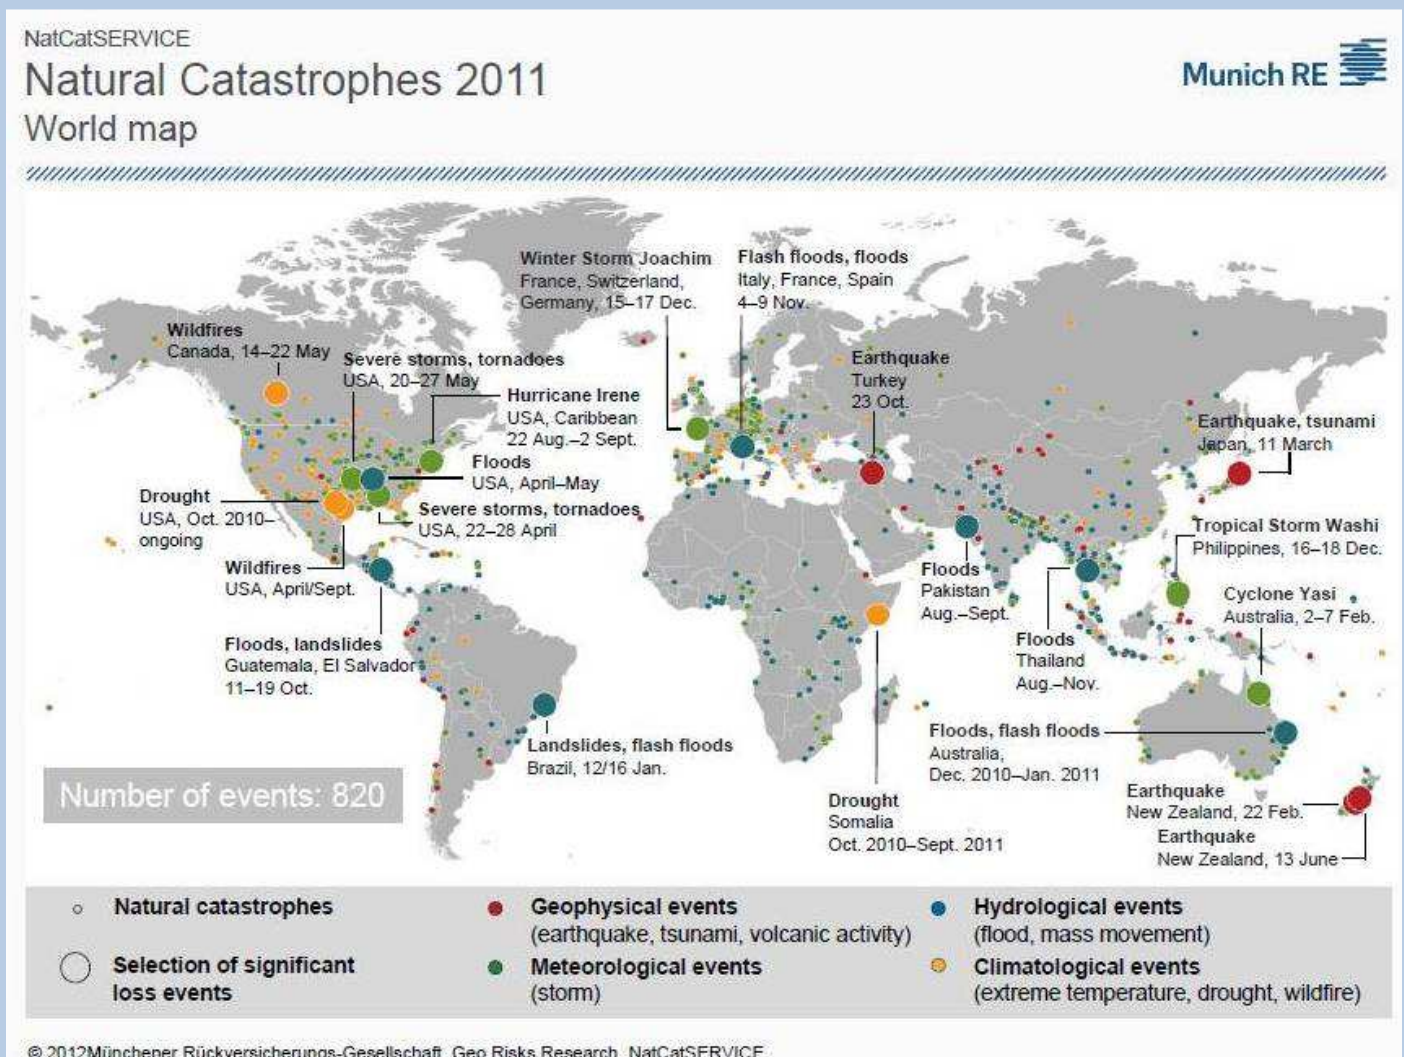 NatCatSERVICE
Natural Catastrophes 2011
World map
Munich RE
Winter Storm Joachim
France, Switzerland,
Germany, 15–17 Dec.
Flash floods, floods
Italy, France, Spain
4–9 Nov.
Wildfires
Canada, 14–22 May
Severe storms, tornadoes
USA, 20–27 May
Hurricane Irene
USA, Caribbean
22 Aug.–2 Sept.
Earthquake
Turkey
23 Oct.
Earthquake, tsunami
Japan, 11 March
Floods
USA, April–May
Drought
USA, Oct. 2010–
ongoing
Severe storms, tornadoes
USA, 22–28 April
Tropical Storm Washi
Philippines, 16–18 Dec.
Wildfires
USA, April/Sept.
Floods
Pakistan
Aug.–Sept.
Cyclone Yasi
Australia, 2–7 Feb.
Floods, landslides
Guatemala, El Salvador
11–19 Oct.
Floods
Thailand
Aug.–Nov.
Landslides, flash floods
Brazil, 12/16 Jan.
Floods, flash floods
Australia,
Dec. 2010–Jan. 2011
Number of events: 820
Drought
Somalia
Oct. 2010–Sept. 2011
Earthquake
New Zealand, 22 Feb.
Earthquake
New Zealand, 13 June
Natural catastrophes
Selection of significant
loss events
Geophysical events
(earthquake, tsunami, volcanic activity)
Meteorological events
(storm)
Hydrological events
(flood, mass movement)
Climatological events
(extreme temperature, drought, wildfire)
© 2012Münchener Rückversicherungs-Gesellschaft, Geo Risks Research, NatCatSERVICE